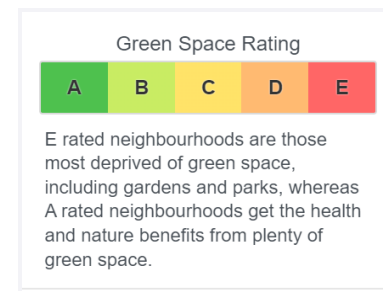 Green Space Rating
A B C D E
E rated neighbourhoods are those
most deprived of green space,
including gardens and parks, whereas
A rated neighbourhoods get the health
and nature benefits from plenty of
green space.